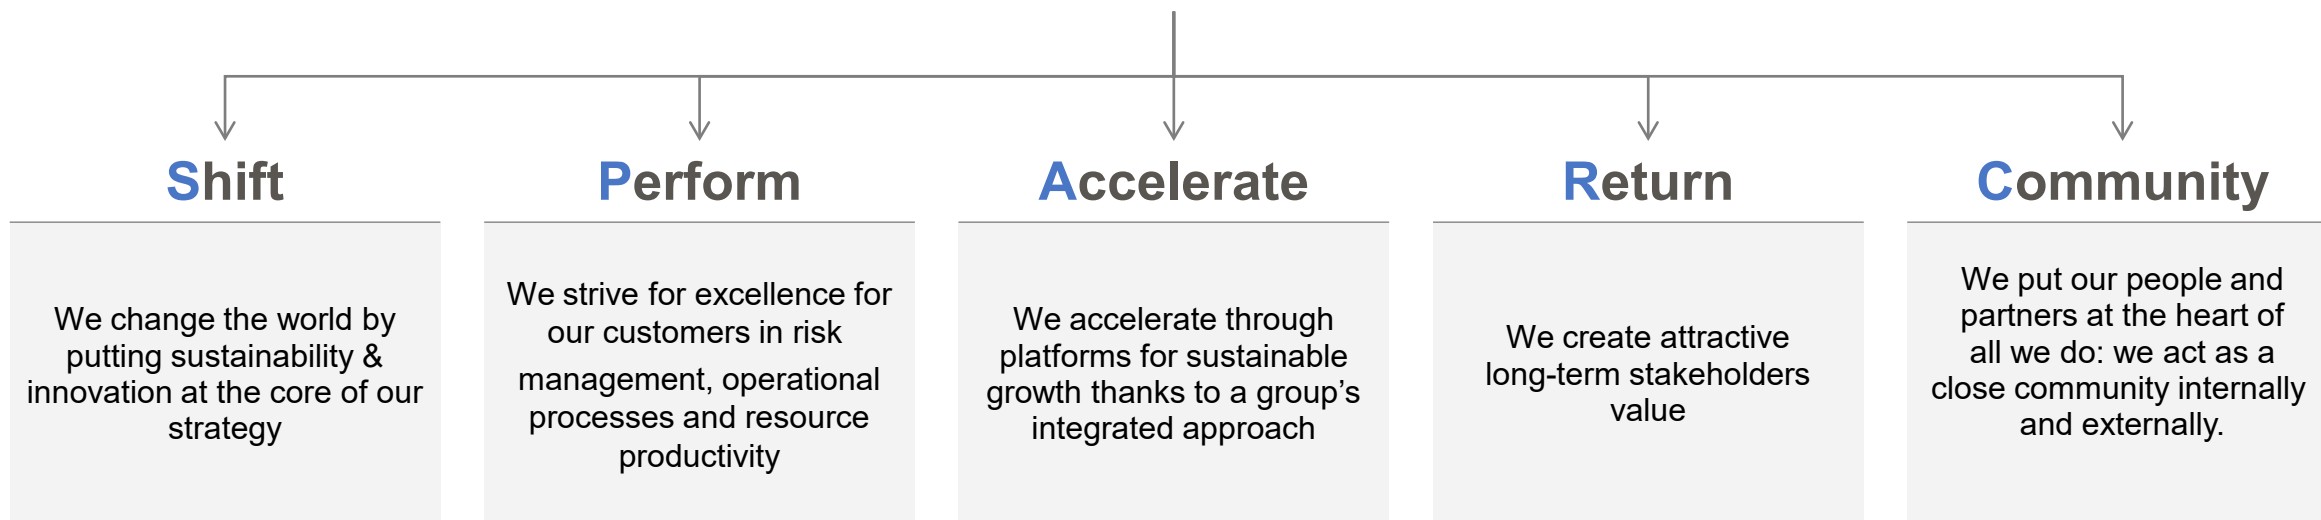 Shift
We change the world by
putting sustainability &
innovation at the core of our
strategy
Perform
We strive for excellence for
our customers in risk
management, operational
processes and resource
productivity
Accelerate
We accelerate through
platforms for sustainable
growth thanks to a group’s
integrated approach
Return
We create attractive
long-term stakeholders
value
Community
We put our people and
partners at the heart of
all we do: we act as a
close community internally
and externally.